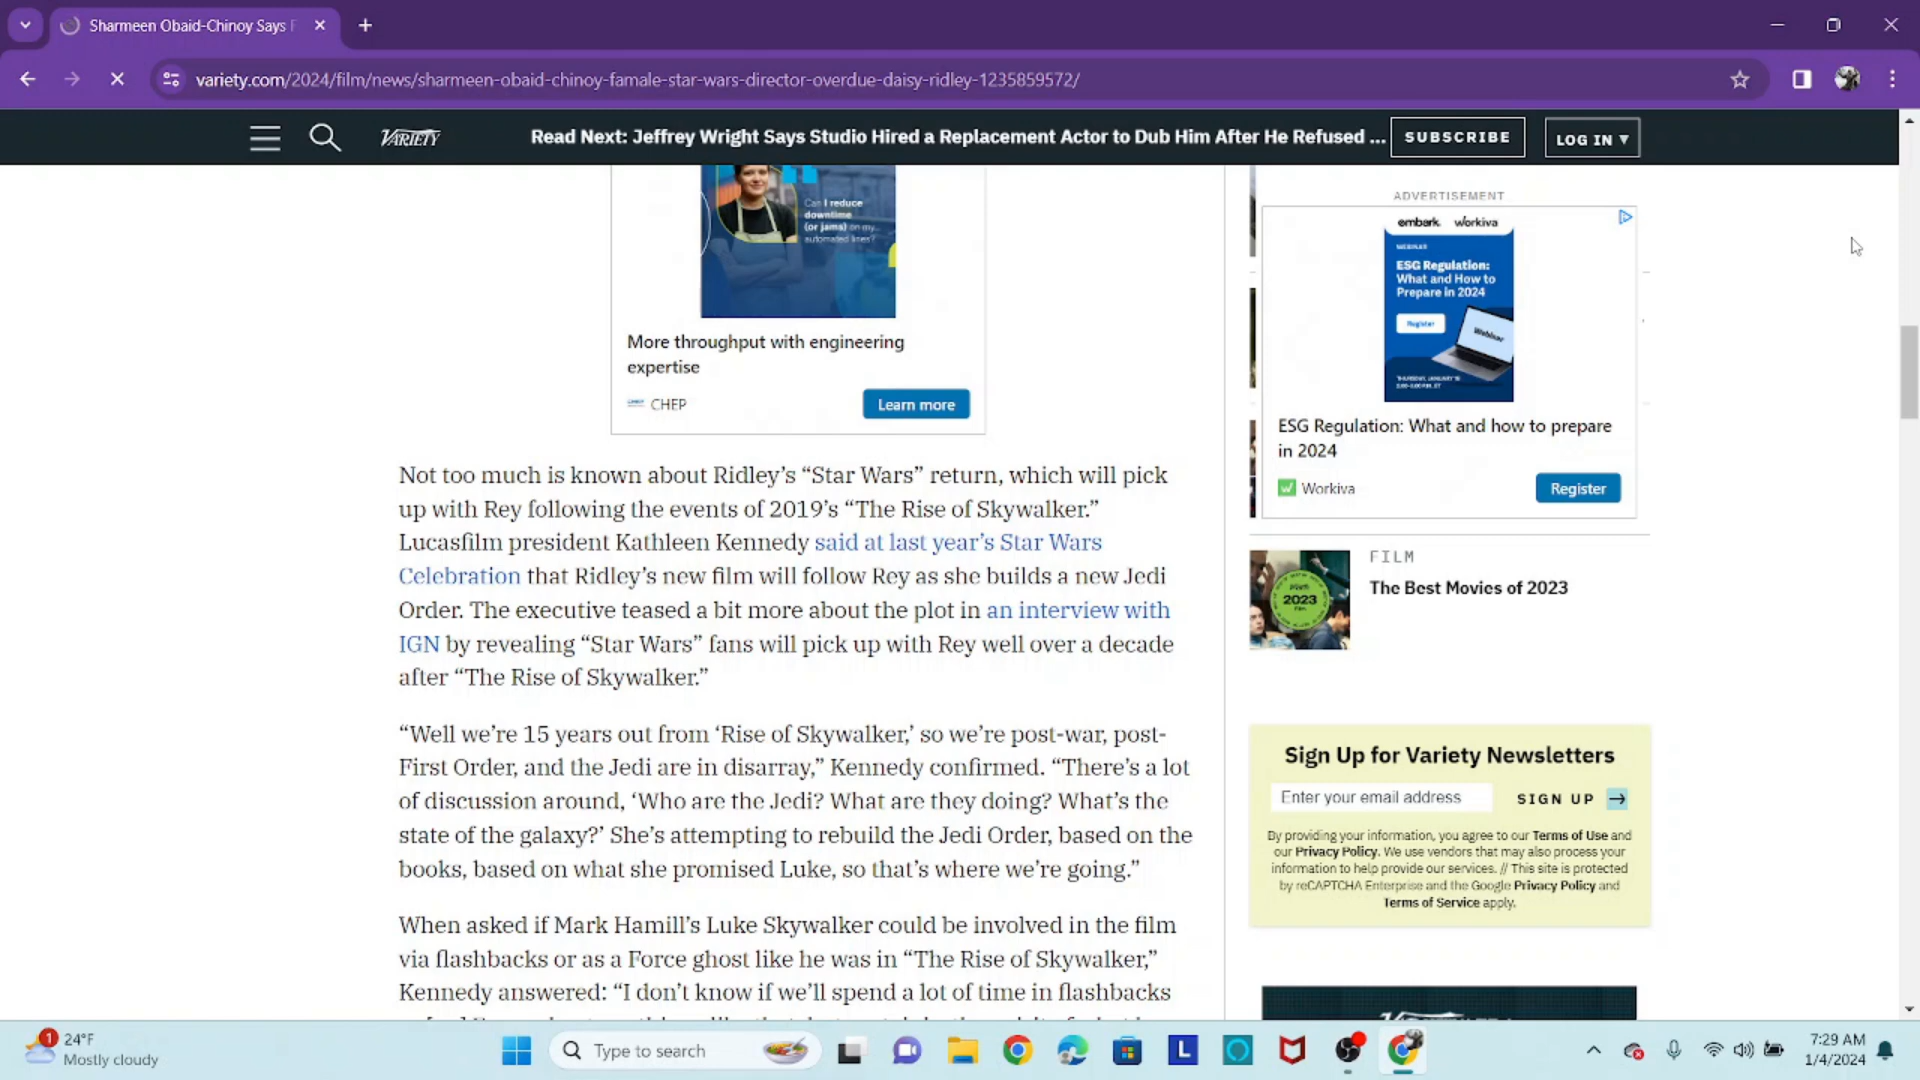 Sharmeen Obaid-Chinoy Says F
variety.com/2024/film/news/sharmeen-obaid-chinoy-famale-star-wars-director-overdue-daisy-ridley-1235859572/
VARIETY
Read Next: Jeffrey Wright Says Studio Hired a Replacement Actor to Dub Him After He Refused ...
SUBSCRIBE
LOG IN ▾
Can I reduce
downtime
(or jams) on my
automated lines?
More throughput with engineering
expertise
CHEP
Learn more
Not too much is known about Ridley’s “Star Wars” return, which will pick
up with Rey following the events of 2019’s “The Rise of Skywalker.”
Lucasfilm president Kathleen Kennedy said at last year’s Star Wars
Celebration that Ridley’s new film will follow Rey as she builds a new Jedi
Order. The executive teased a bit more about the plot in an interview with
IGN by revealing “Star Wars” fans will pick up with Rey well over a decade
after “The Rise of Skywalker.”
“Well we’re 15 years out from ‘Rise of Skywalker,’ so we’re post-war, post-
First Order, and the Jedi are in disarray,” Kennedy confirmed. “There’s a lot
of discussion around, ‘Who are the Jedi? What are they doing? What’s the
state of the galaxy?’ She’s attempting to rebuild the Jedi Order, based on the
books, based on what she promised Luke, so that’s where we’re going.”
When asked if Mark Hamill’s Luke Skywalker could be involved in the film
via flashbacks or as a Force ghost like he was in “The Rise of Skywalker,”
Kennedy answered: “I don’t know if we’ll spend a lot of time in flashbacks
ADVERTISEMENT
embark. workiva
WEBINAR
ESG Regulation:
What and How to
Prepare in 2024
Register
Webinar
ESG Regulation: What and how to prepare
in 2024
Workiva
Register
2023
FILM
The Best Movies of 2023
Sign Up for Variety Newsletters
Enter your email address
SIGN UP →
By providing your information, you agree to our Terms of Use and
our Privacy Policy. We use vendors that may also process your
information to help provide our services. // This site is protected
by reCAPTCHA Enterprise and the Google Privacy Policy and
Terms of Service apply.
1
24°F
Mostly cloudy
Type to search
L
7:29 AM
1/4/2024